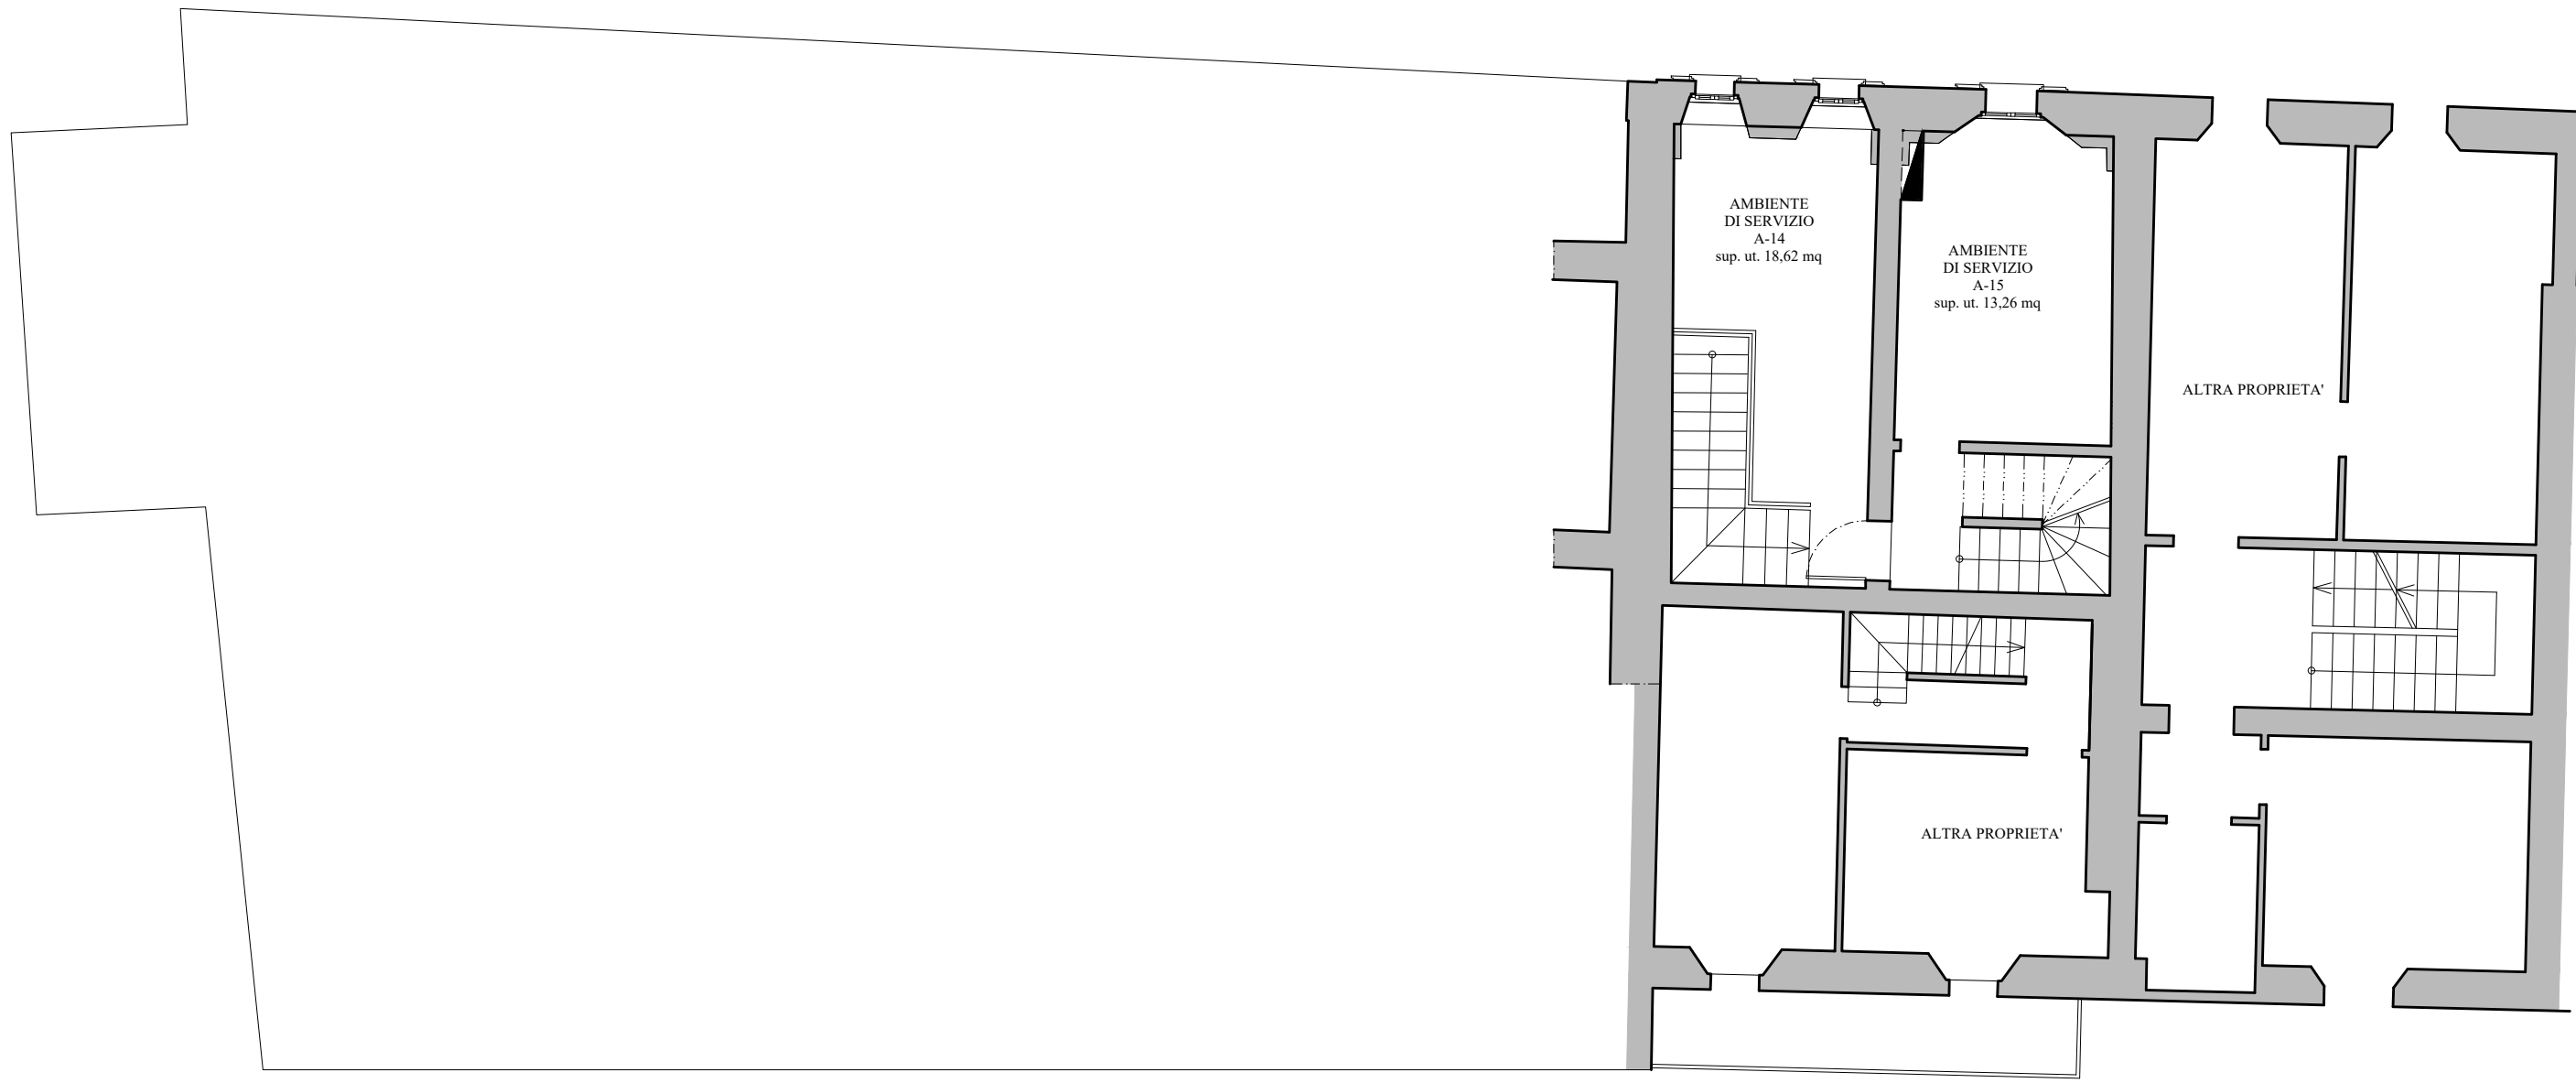 AMBIENTE
DI SERVIZIO
A-14
sup. ut. 18,62 mq
AMBIENTE
DI SERVIZIO
A-15
sup. ut. 13,26 mq
ALTRA PROPRIETA'
ALTRA PROPRIETA'